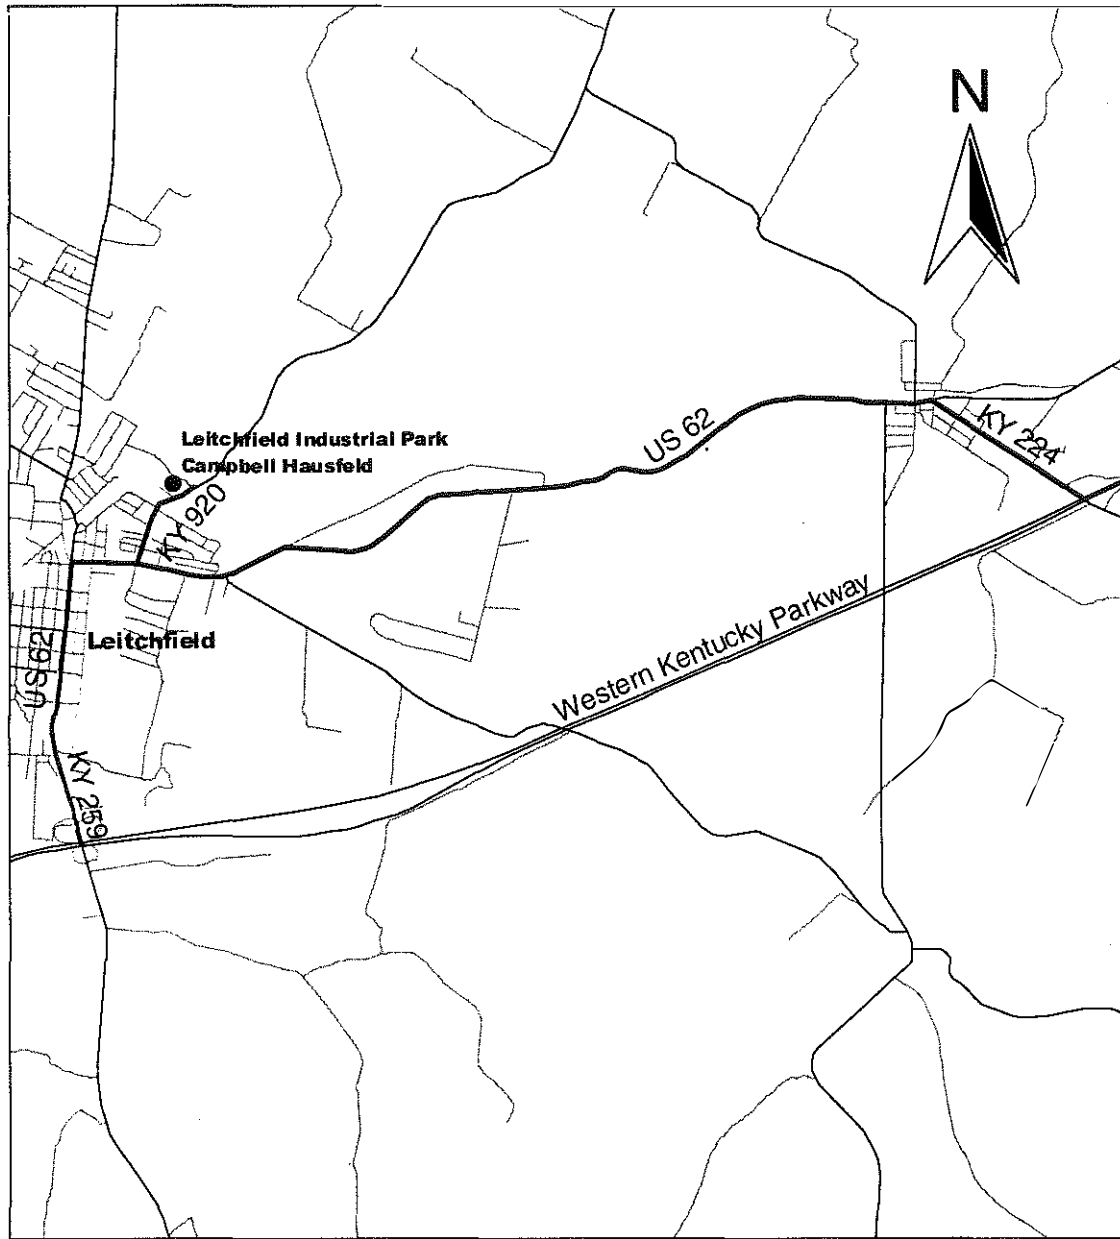 N
Leitchfield Industrial Park
Campbell Hausfeld
US 62
KY 224
KY 920
Leitchfield
US 62
Western Kentucky Parkway
KY 259